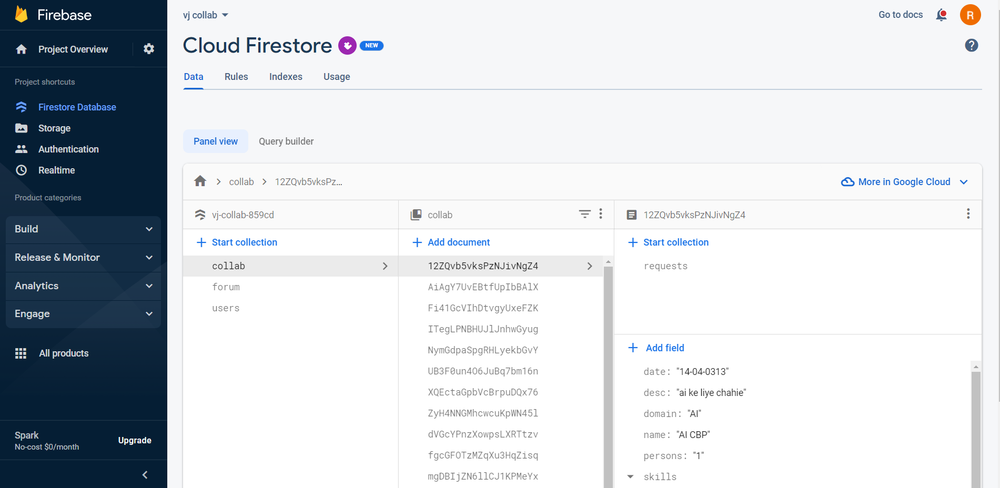 Firebase
Project Overview
Project shortcuts
Firestore Database
Storage
Authentication
Realtime
Product categories
Build
Release & Monitor
Analytics
Engage
All products
Spark
No-cost $0/month
Upgrade
vj collab
Go to docs
R
Cloud Firestore
NEW
?
Data
Rules
Indexes
Usage
Panel view
Query builder
collab
12ZQvb5vksPz...
More in Google Cloud
vj-collab-859cd
Start collection
collab
forum
users
collab
Add document
12ZQvb5vksPzNJivNgZ4
AiAgY7UvEBtfUpIbBAlX
Fi41GcVIhDtvgyUxeFZK
ITegLPNBHUJlJnhwGyug
NymGdpaSpgRHLyekbGvY
UB3F0un4O6JuBq7bm16n
XQEctaGpbVcBrpuDQx76
ZyH4NNGMhcwcuKpWN45l
dVGcYPnzXowpsLXRTtzv
fgcGFOTzMZqXu3HqZisq
mgDBIjZN6llCJ1KPMeYx
12ZQvb5vksPzNJivNgZ4
Start collection
requests
Add field
date: "14-04-0313"
desc: "ai ke liye chahie"
domain: "AI"
name: "AI CBP"
persons: "1"
skills